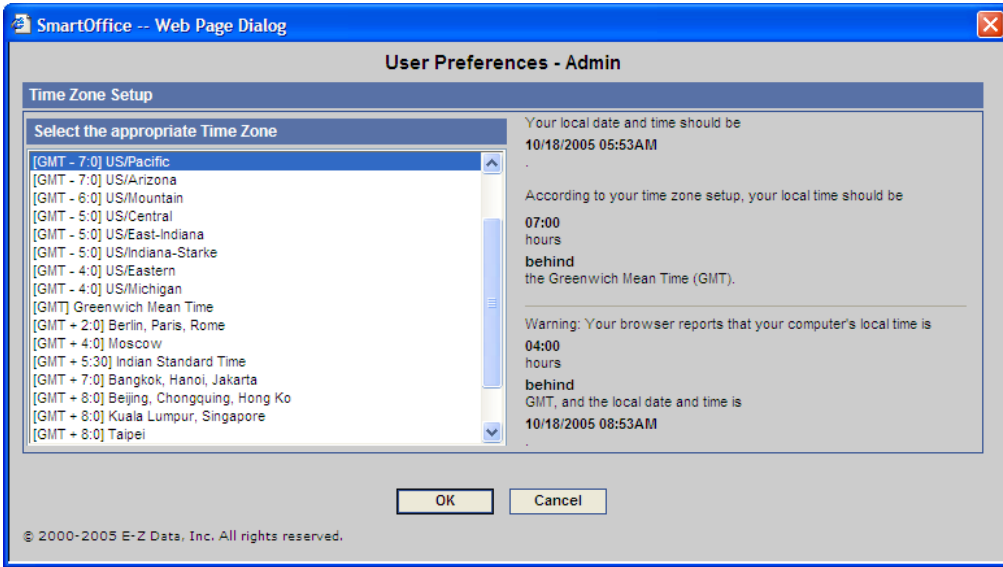 SmartOffice -- Web Page Dialog
User Preferences - Admin
Time Zone Setup
Select the appropriate Time Zone
[GMT - 7:0] US/Pacific
[GMT - 7:0] US/Arizona
[GMT - 6:0] US/Mountain
[GMT - 5:0] US/Central
[GMT - 5:0] US/East-Indiana
[GMT - 5:0] US/Indiana-Starke
[GMT - 4:0] US/Eastern
[GMT - 4:0] US/Michigan
[GMT] Greenwich Mean Time
[GMT + 2:0] Berlin, Paris, Rome
[GMT + 4:0] Moscow
[GMT + 5:30] Indian Standard Time
[GMT + 7:0] Bangkok, Hanoi, Jakarta
[GMT + 8:0] Beijing, Chongquing, Hong Ko
[GMT + 8:0] Kuala Lumpur, Singapore
[GMT + 8:0] Taipei
Your local date and time should be
10/18/2005 05:53AM
.
According to your time zone setup, your local time should be
07:00
hours
behind
the Greenwich Mean Time (GMT).
Warning: Your browser reports that your computer's local time is
04:00
hours
behind
GMT, and the local date and time is
10/18/2005 08:53AM
.
OK
Cancel
© 2000-2005 E-Z Data, Inc. All rights reserved.